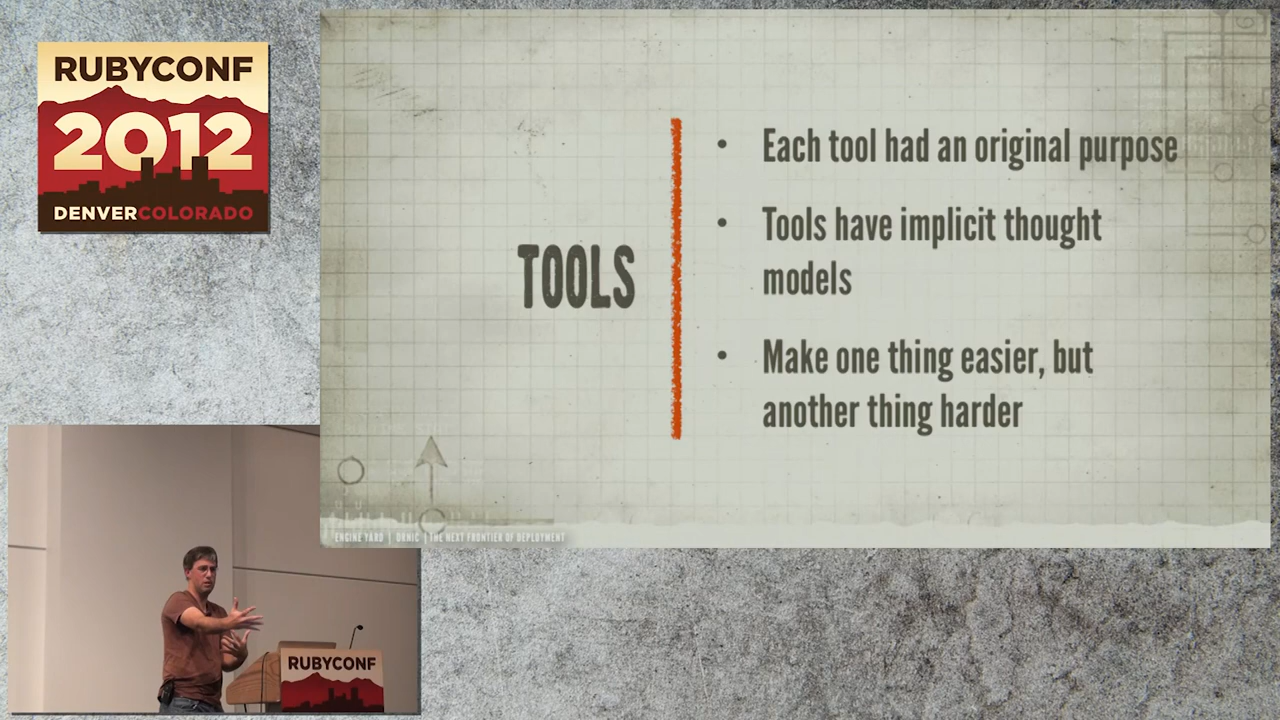 RUBYCONF
2012
DENVERCOLORADO
TOOLS
• Each tool had an original purpose
• Tools have implicit thought
models
• Make one thing easier, but
another thing harder
ENGINE YARD | DRNIC | THE NEXT FRONTIER OF DEPLOYMENT
RUBYCONF